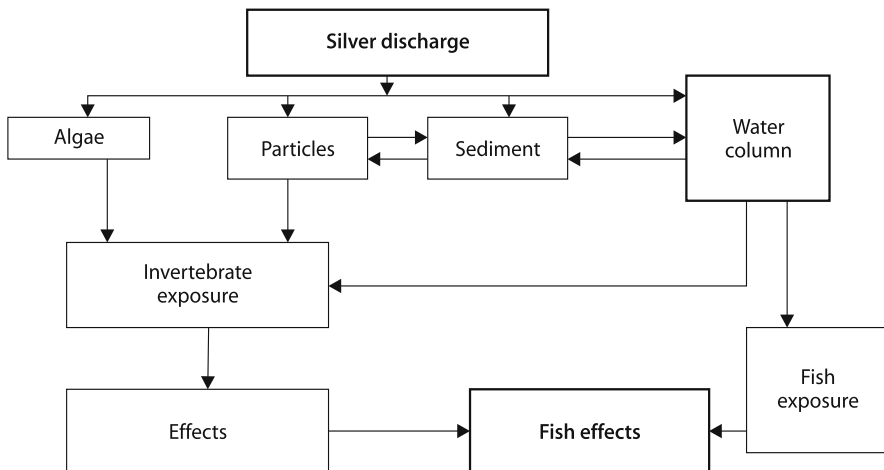 Silver discharge
Algae
Particles
Sediment
Water
column
Invertebrate
exposure
Fish
exposure
Effects
Fish effects